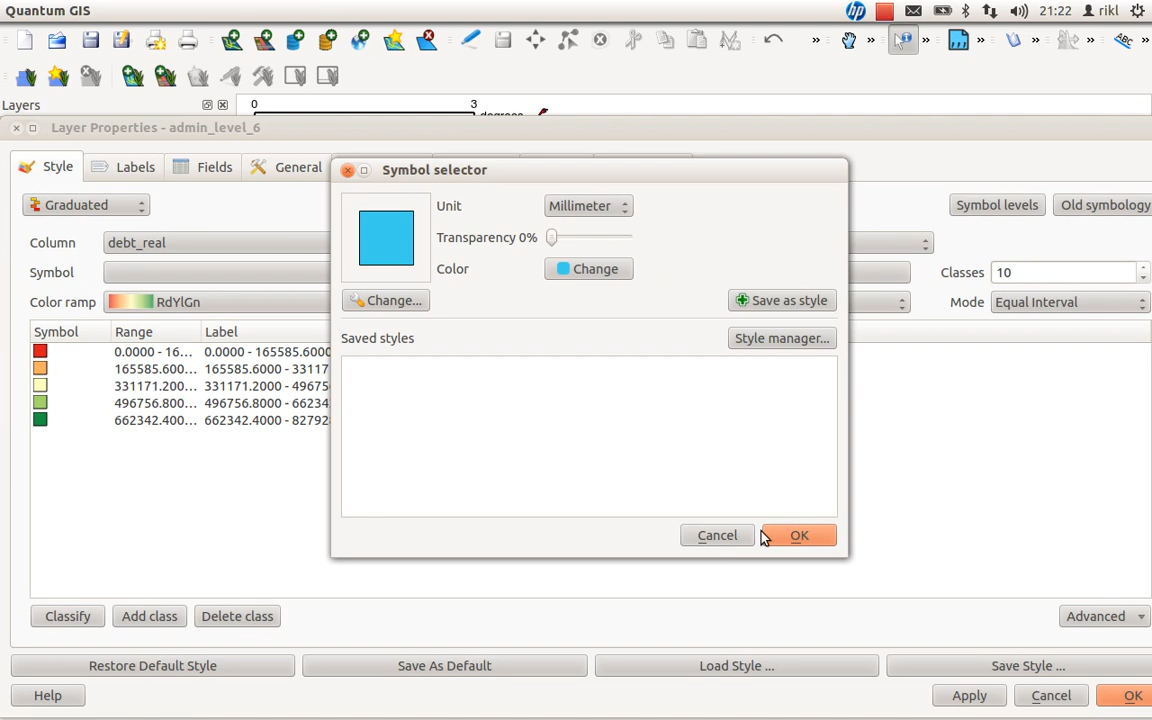 Quantum GIS
21:22
rikl
Layers
0
3
degrees
Layer Properties - admin_level_6
Style
Labels
Fields
General
Symbol selector
Graduated
Symbol levels
Old symbology
Column
debt_real
Symbol
Classes
10
Color ramp
RdYlGn
Mode
Equal Interval
Unit
Millimeter
Transparency 0%
Color
Change
Change...
Save as style
Saved styles
Style manager...
Cancel
OK
Symbol
Range
Label
0.0000 - 16...
0.0000 - 165585.6000
165585.600...
165585.6000 - 33117
331171.200...
331171.2000 - 49675
496756.800...
496756.8000 - 66234
662342.400...
662342.4000 - 82792
Classify
Add class
Delete class
Advanced
Restore Default Style
Save As Default
Load Style ...
Save Style ...
Help
Apply
Cancel
OK